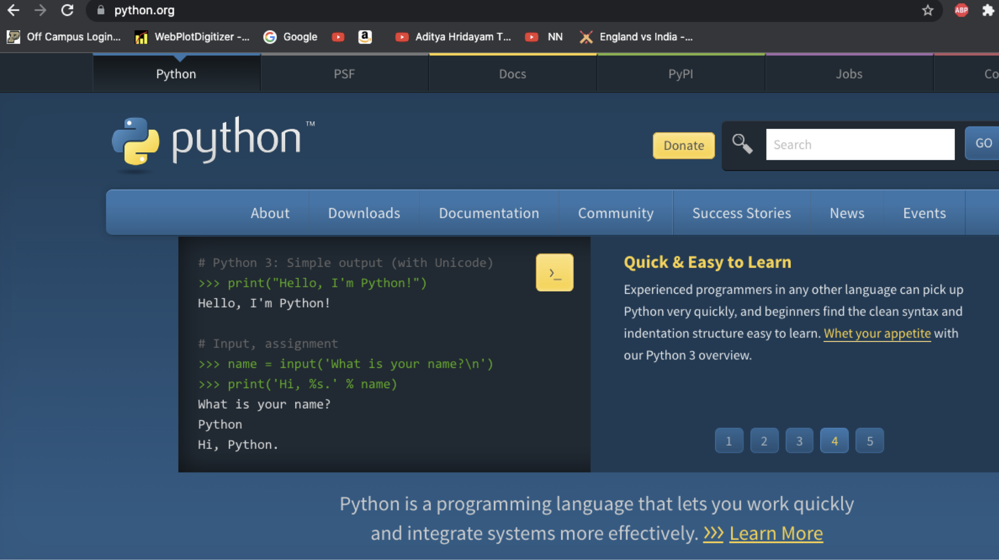 python.org
ABP
Off Campus Login... WebPlotDigitizer -... Google Aditya Hridayam T... NN England vs India -...
Python PSF Docs PyPI Jobs Co
python™
Donate Search GO
About Downloads Documentation Community Success Stories News Events
# Python 3: Simple output (with Unicode)
>>> print("Hello, I'm Python!")
Hello, I'm Python!
# Input, assignment
>>> name = input('What is your name?\n')
>>> print('Hi, %s.' % name)
What is your name?
Python
Hi, Python.
>_
Quick & Easy to Learn
Experienced programmers in any other language can pick up
Python very quickly, and beginners find the clean syntax and
indentation structure easy to learn. Whet your appetite with
our Python 3 overview.
1 2 3 4 5
Python is a programming language that lets you work quickly
and integrate systems more effectively. >>> Learn More